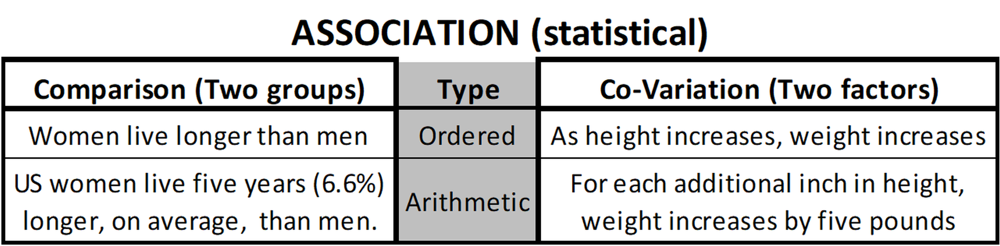 ASSOCIATION (statistical)
Comparison (Two groups)
Type
Co-Variation (Two factors)
Women live longer than men
Ordered
As height increases, weight increases
US women live five years (6.6%)
longer, on average, than men.
Arithmetic
For each additional inch in height,
weight increases by five pounds